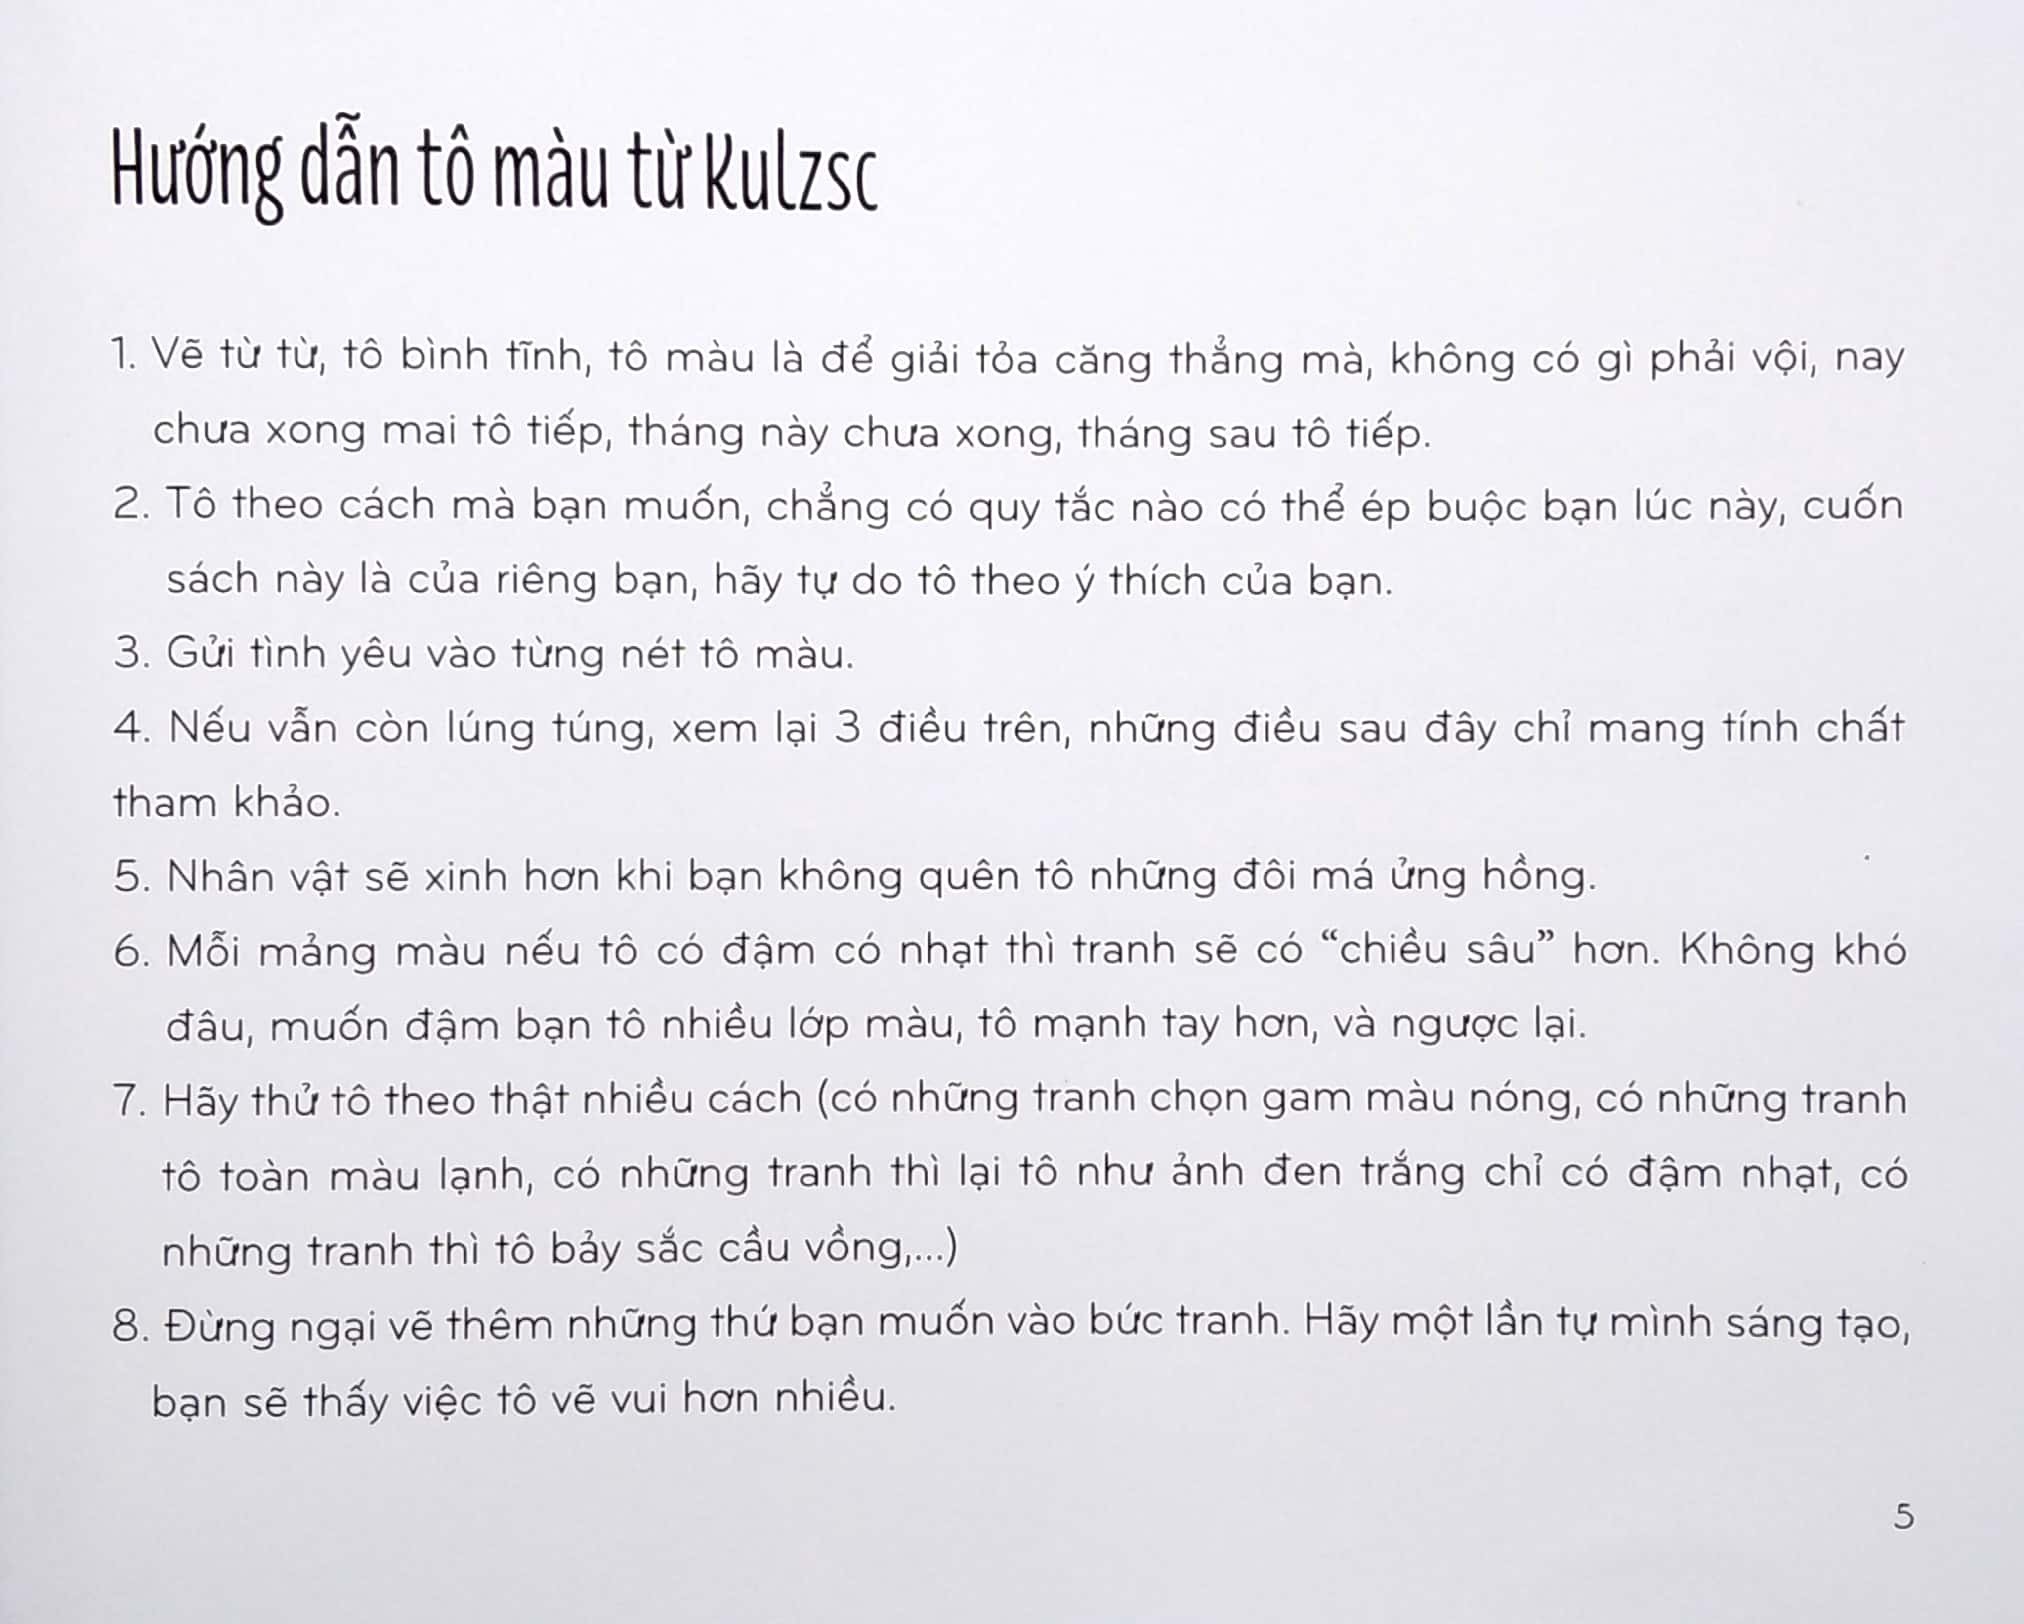 Hướng dẫn tô màu từ Kulzsc
1. Vẽ từ từ, tô bình tĩnh, tô màu là để giải tỏa căng thẳng mà, không có gì phải vội, nay
chưa xong mai tô tiếp, tháng này chưa xong, tháng sau tô tiếp.
2. Tô theo cách mà bạn muốn, chẳng có quy tắc nào có thể ép buộc bạn lúc này, cuốn
sách này là của riêng bạn, hãy tự do tô theo ý thích của bạn.
3. Gửi tình yêu vào từng nét tô màu.
4. Nếu vẫn còn lúng túng, xem lại 3 điều trên, những điều sau đây chỉ mang tính chất
tham khảo.
5. Nhân vật sẽ xinh hơn khi bạn không quên tô những đôi má ửng hồng.
6. Mỗi mảng màu nếu tô có đậm có nhạt thì tranh sẽ có “chiều sâu” hơn. Không khó
đâu, muốn đậm bạn tô nhiều lớp màu, tô mạnh tay hơn, và ngược lại.
7. Hãy thử tô theo thật nhiều cách (có những tranh chọn gam màu nóng, có những tranh
tô toàn màu lạnh, có những tranh thì lại tô như ảnh đen trắng chỉ có đậm nhạt, có
những tranh thì tô bảy sắc cầu vồng,...)
8. Đừng ngại vẽ thêm những thứ bạn muốn vào bức tranh. Hãy một lần tự mình sáng tạo,
bạn sẽ thấy việc tô vẽ vui hơn nhiều.
5